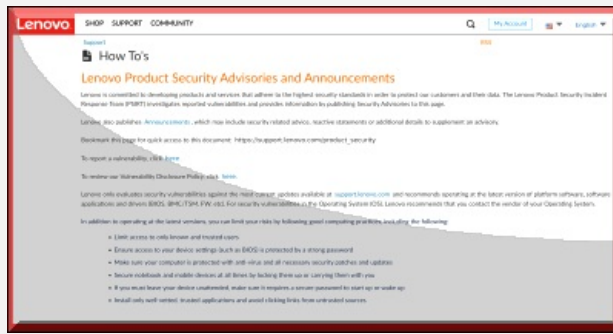 Lenovo SHOP SUPPORT COMMUNITY My Account English
Support RSS
How To's
Lenovo Product Security Advisories and Announcements
Lenovo is committed to developing products and services that adhere to the highest security standards in order to protect our customers and their data. The Lenovo Product Security Incident
Response Team (PSIRT) investigates reported vulnerabilities and provides information by publishing Security Advisories to this page.
Lenovo also publishes Announcements, which may include security related advice, reactive statements or additional details to supplement an advisory.
Bookmark this page for quick access to this document: https://support.lenovo.com/product_security
To report a vulnerability, click here
To review our Vulnerability Disclosure Policy, click here.
Lenovo only evaluates security vulnerabilities against the most current updates available at support.lenovo.com and recommends operating at the latest version of platform software, software
applications and drivers (BIOS, BMC/TSM, FW, etc). For security vulnerabilities in the Operating System (OS), Lenovo recommends that you contact the vendor of your Operating System.
In addition to operating at the latest versions, you can limit your risks by following good computing practices, including the following:
• Limit access to only known and trusted users
• Ensure access to your device settings (such as BIOS) is protected by a strong password
• Make sure your computer is protected with anti-virus and all necessary security patches and updates
• Secure notebook and mobile devices at all times by locking them up or carrying them with you
• If you must leave your device unattended, make sure it requires a secure password to start up or wake up
• Install only well-vetted, trusted applications and avoid clicking links from untrusted sources